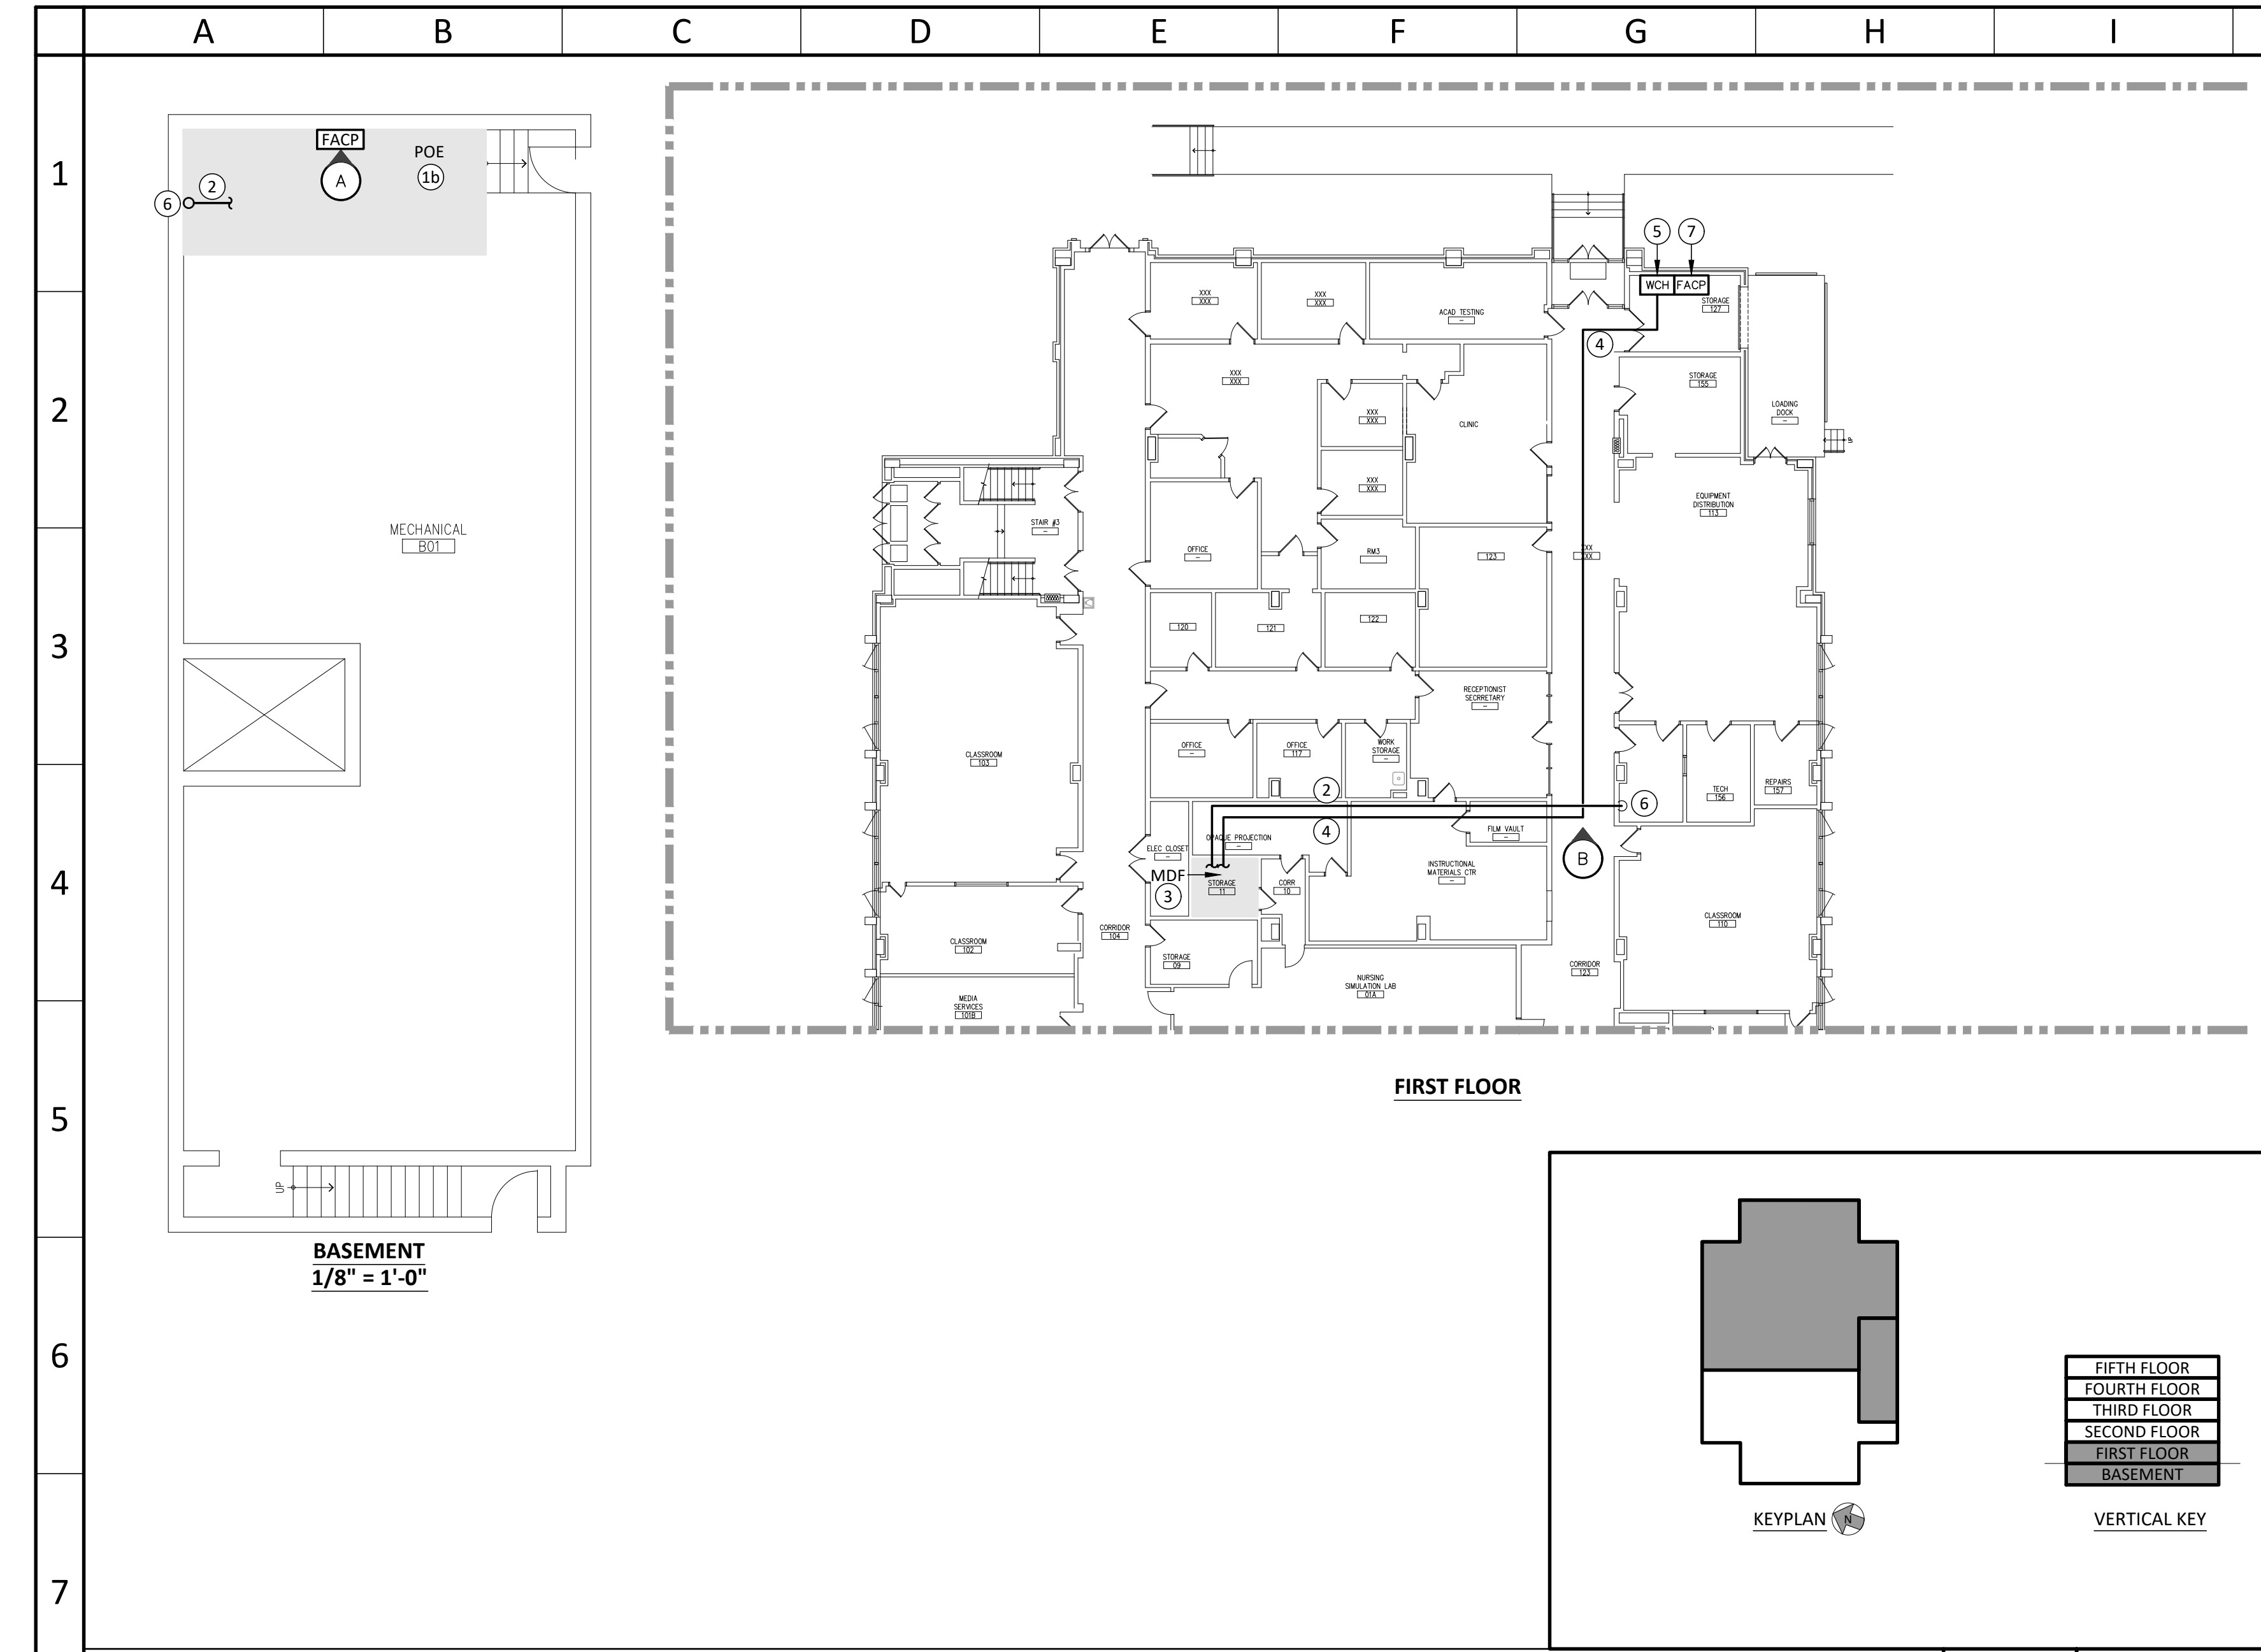 A B C D E F G H I
1
2
3
4
5
6
7
FACP
A
POE
1b
2
6
MECHANICAL
B01
UP
BASEMENT
1/8" = 1'-0"
5
7
WCH
FACP
STORAGE
127
4
XXX
XXX
XXX
XXX
ACAD TESTING
-
XXX
XXX
STORAGE
155
LOADING
DOCK
-
UP
XXX
XXX
CLINIC
XXX
XXX
EQUIPMENT
DISTRIBUTION
113
STAIR #3
-
OFFICE
-
RM3
123
XXX
XXX
120
121
122
RECEPTIONIST
SECRRETARY
-
CLASSROOM
103
OFFICE
-
OFFICE
117
WORK
STORAGE
-
TECH
156
REPAIRS
157
2
6
4
OPAQUE PROJECTION
-
FILM VAULT
-
ELEC CLOSET
-
B
MDF
3
STORAGE
11
CORR
10
INSTRUCTIONAL
MATERIALS CTR
-
CLASSROOM
110
CORRIDOR
104
CLASSROOM
102
STORAGE
09
CORRIDOR
123
NURSING
SIMULATION LAB
01A
MEDIA
SERVICES
101B
FIRST FLOOR
FIFTH FLOOR
FOURTH FLOOR
THIRD FLOOR
SECOND FLOOR
FIRST FLOOR
BASEMENT
KEYPLAN
N
VERTICAL KEY